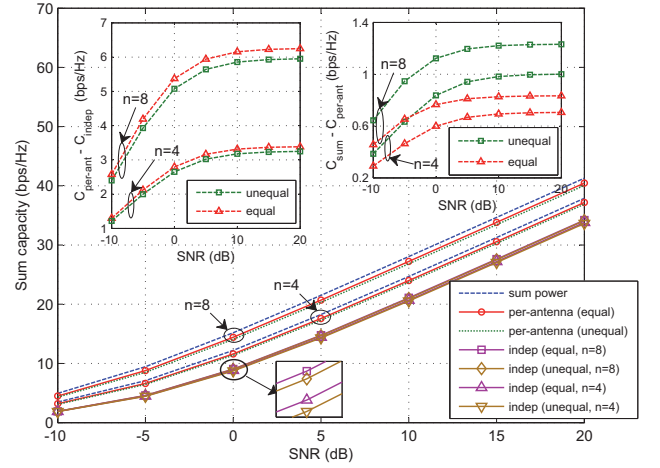 Sum capacity (bps/Hz)
70
60
50
40
30
20
10
0
-10
-5
0
5
10
15
20
SNR (dB)
C_per-ant - C_indep (bps/Hz)
7
6
5
4
3
2
1
-10
0
10
20
SNR (dB)
n=8
n=4
unequal
equal
C_sum - C_per-ant (bps/Hz)
1.4
1
0.6
0.2
-10
0
10
20
SNR (dB)
n=8
n=4
unequal
equal
n=8
n=4
sum power
per-antenna (equal)
per-antenna (unequal)
indep (equal, n=8)
indep (unequal, n=8)
indep (equal, n=4)
indep (unequal, n=4)